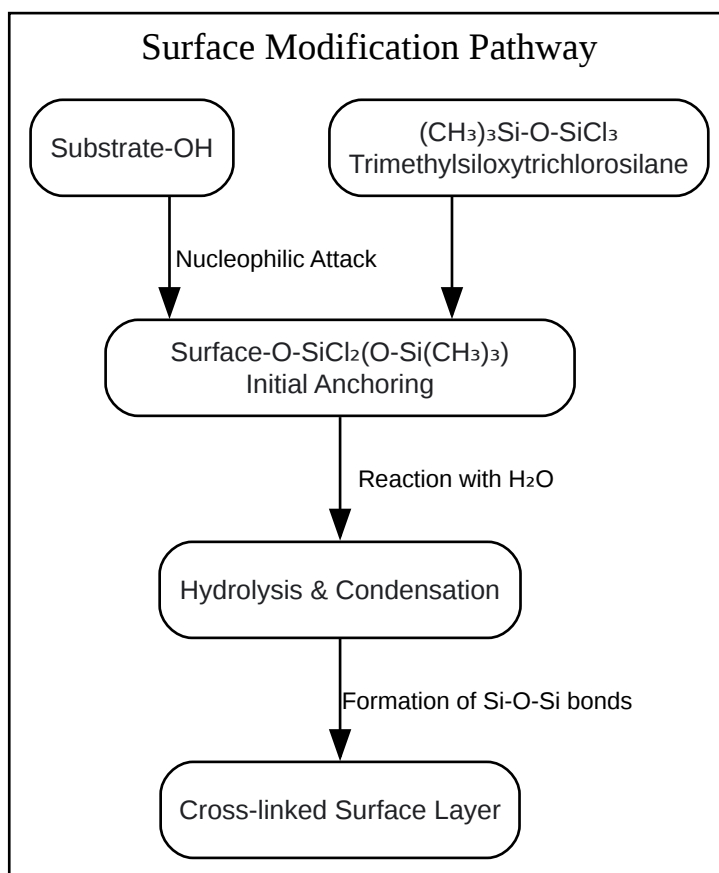 Surface Modification Pathway
Substrate-OH
(CH₃)₃Si-O-SiCl₃
Trimethylsiloxytrichlorosilane
Nucleophilic Attack
Surface-O-SiCl₂(O-Si(CH₃)₃)
Initial Anchoring
Reaction with H₂O
Hydrolysis & Condensation
Formation of Si-O-Si bonds
Cross-linked Surface Layer